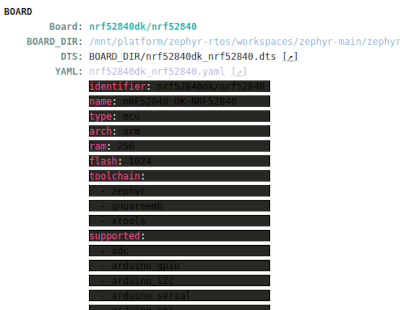 BOARD
Board: nrf52840dk/nrf52840
BOARD_DIR: /mnt/platform/zephyr-rtos/workspaces/zephyr-main/zephyr
DTS: BOARD_DIR/nrf52840dk_nrf52840.dts [↗]
YAML: nrf52840dk_nrf52840.yaml [↗]
identifier: nrf52840dk/nrf52840
name: nRF52840-DK-NRF52840
type: mcu
arch: arm
ram: 256
flash: 1024
toolchain:
- zephyr
- gnuarmemb
- xtools
supported:
- adc
- arduino_gpio
- arduino_i2c
- arduino_serial